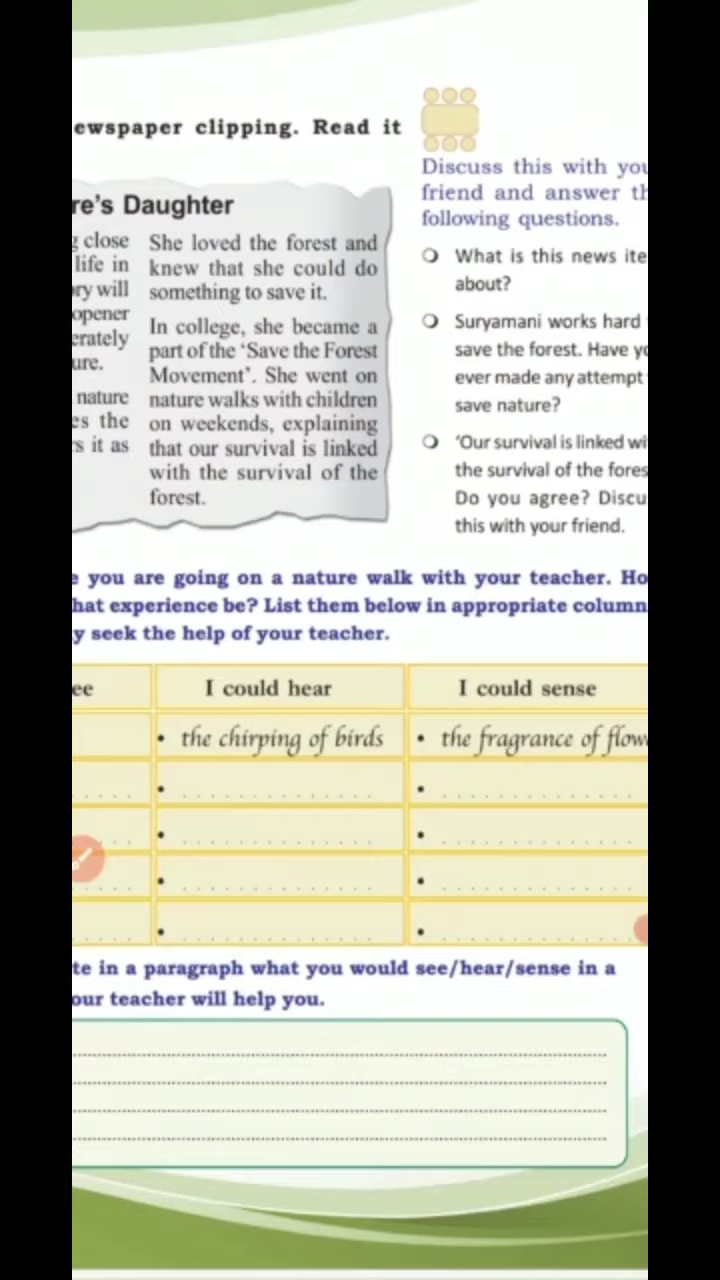 ewspaper clipping. Read it
re's Daughter
g close
life in
ory will
opener
erately
ure.
nature
es the
s it as
She loved the forest and
knew that she could do
something to save it.
In college, she became a
part of the 'Save the Forest
Movement'. She went on
nature walks with children
on weekends, explaining
that our survival is linked
with the survival of the
forest.
Discuss this with you
friend and answer th
following questions.
What is this news ite
about?
Suryamani works hard
save the forest. Have yo
ever made any attempt
save nature?
'Our survival is linked wi
the survival of the fores
Do you agree? Discu
this with your friend.
e you are going on a nature walk with your teacher. Ho
hat experience be? List them below in appropriate column
y seek the help of your teacher.
ee
I could hear
I could sense
• the chirping of birds
• the fragrance of flow
te in a paragraph what you would see/hear/sense in a
our teacher will help you.